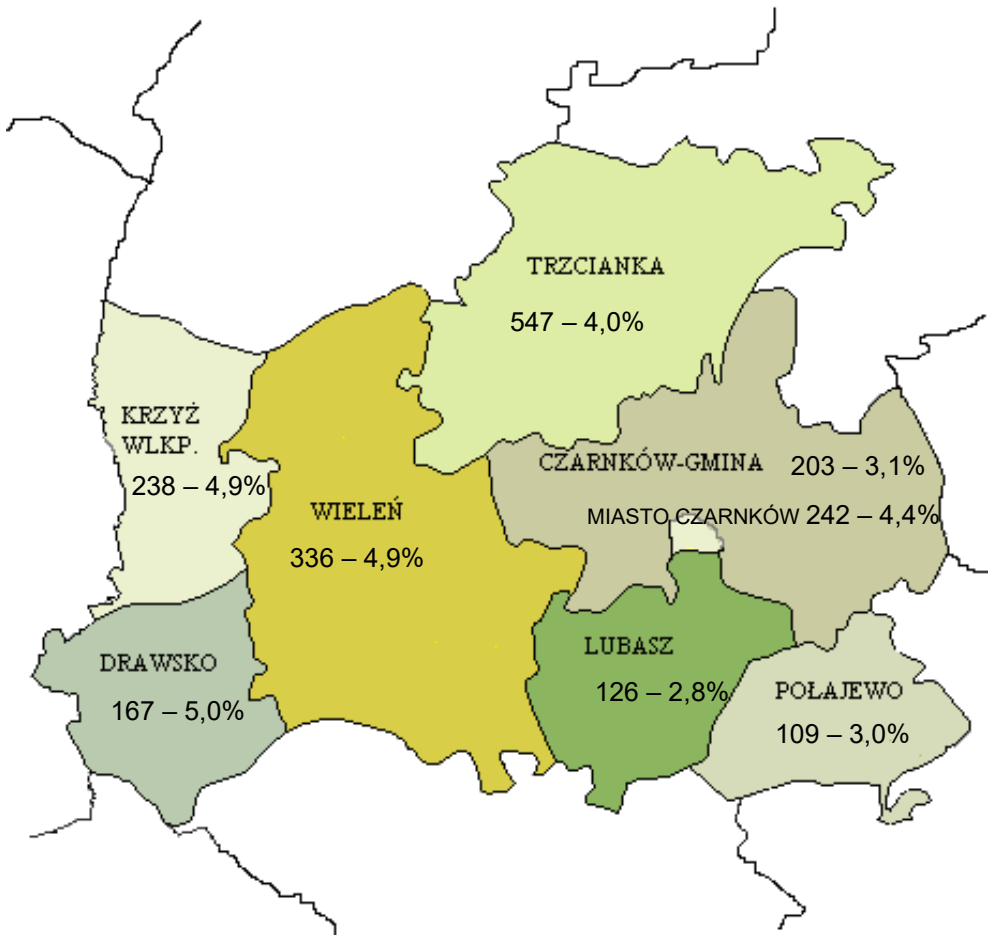 TRZCIANKA
547 – 4,0%
KRZYŻ
WLKP.
238 – 4,9%
WIELEŃ
336 – 4,9%
CZARNKÓW-GMINA 203 – 3,1%
MIASTO CZARNKÓW 242 – 4,4%
DRAWSKO
167 – 5,0%
LUBASZ
126 – 2,8%
POŁAJEWO
109 – 3,0%